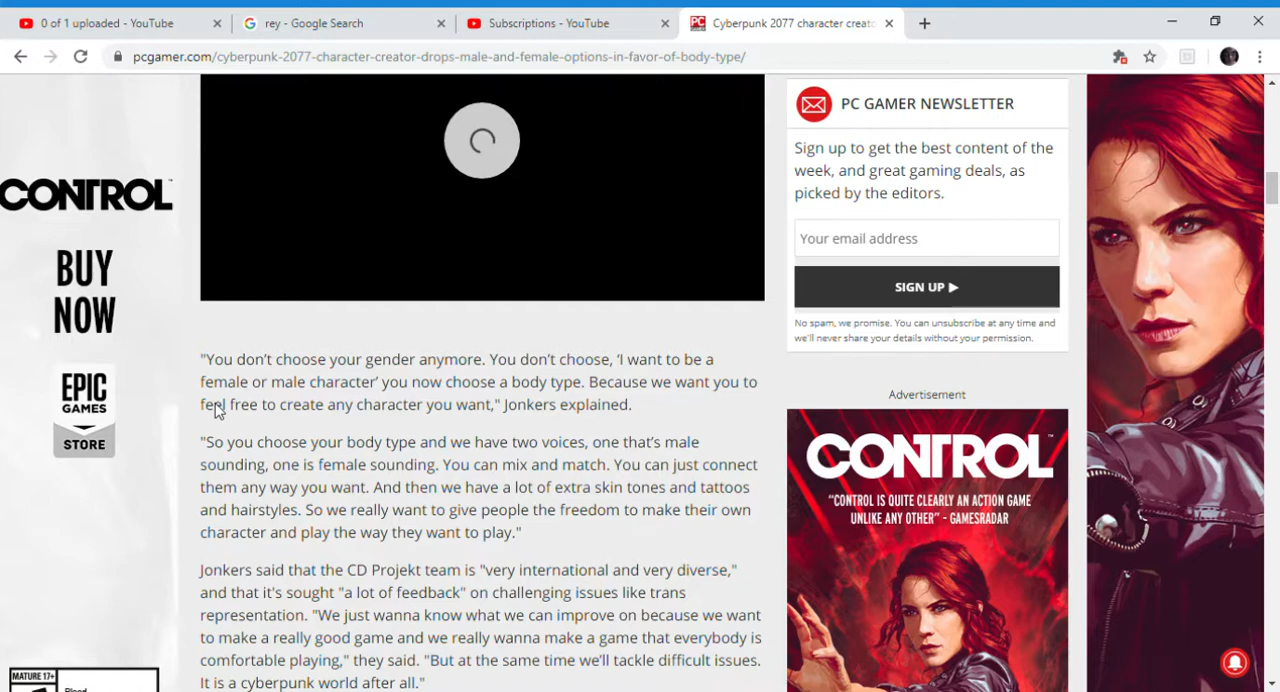 0 of 1 uploaded - YouTube
rey - Google Search
Subscriptions - YouTube
Cyberpunk 2077 character creato
pcgamer.com/cyberpunk-2077-character-creator-drops-male-and-female-options-in-favor-of-body-type/
CONTROL™
BUY
NOW
EPIC
GAMES
STORE
MATURE 17+
Blood
"You don't choose your gender anymore. You don't choose, 'I want to be a
female or male character' you now choose a body type. Because we want you to
feel free to create any character you want," Jonkers explained.
"So you choose your body type and we have two voices, one that's male
sounding, one is female sounding. You can mix and match. You can just connect
them any way you want. And then we have a lot of extra skin tones and tattoos
and hairstyles. So we really want to give people the freedom to make their own
character and play the way they want to play."
Jonkers said that the CD Projekt team is "very international and very diverse,"
and that it's sought "a lot of feedback" on challenging issues like trans
representation. "We just wanna know what we can improve on because we want
to make a really good game and we really wanna make a game that everybody is
comfortable playing," they said. "But at the same time we'll tackle difficult issues.
It is a cyberpunk world after all."
PC GAMER NEWSLETTER
Sign up to get the best content of the
week, and great gaming deals, as
picked by the editors.
Your email address
SIGN UP ▶
No spam, we promise. You can unsubscribe at any time and
we'll never share your details without your permission.
Advertisement
CONTROL™
"CONTROL IS QUITE CLEARLY AN ACTION GAME
UNLIKE ANY OTHER" - GAMESRADAR